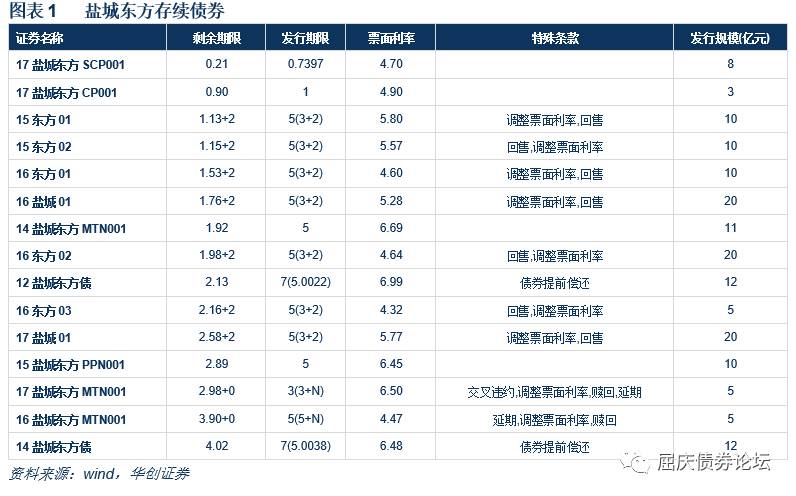 图表 1 盐城东方存续债券
证券名称 剩余期限 发行期限 票面利率 特殊条款 发行规模(亿元)
17 盐城东方 SCP001 0.21 0.7397 4.70 8
17 盐城东方 CP001 0.90 1 4.90 3
15 东方 01 1.13+2 5(3+2) 5.80 调整票面利率,回售 10
15 东方 02 1.15+2 5(3+2) 5.57 回售,调整票面利率 10
16 东方 01 1.53+2 5(3+2) 4.60 调整票面利率,回售 10
16 盐城 01 1.76+2 5(3+2) 5.28 调整票面利率,回售 20
14 盐城东方 MTN001 1.92 5 6.69 11
16 东方 02 1.98+2 5(3+2) 4.64 回售,调整票面利率 20
12 盐城东方债 2.13 7(5.0022) 6.99 债券提前偿还 12
16 东方 03 2.16+2 5(3+2) 4.32 回售,调整票面利率 5
17 盐城 01 2.58+2 5(3+2) 5.77 调整票面利率,回售 20
15 盐城东方 PPN001 2.89 5 6.45 10
17 盐城东方 MTN001 2.98+0 3(3+N) 6.50 交叉违约,调整票面利率,赎回,延期 5
16 盐城东方 MTN001 3.90+0 5(5+N) 4.47 延期,调整票面利率,赎回 5
14 盐城东方债 4.02 7(5.0038) 6.48 债券提前偿还 12
资料来源：wind，华创证券
屈庆债券论坛